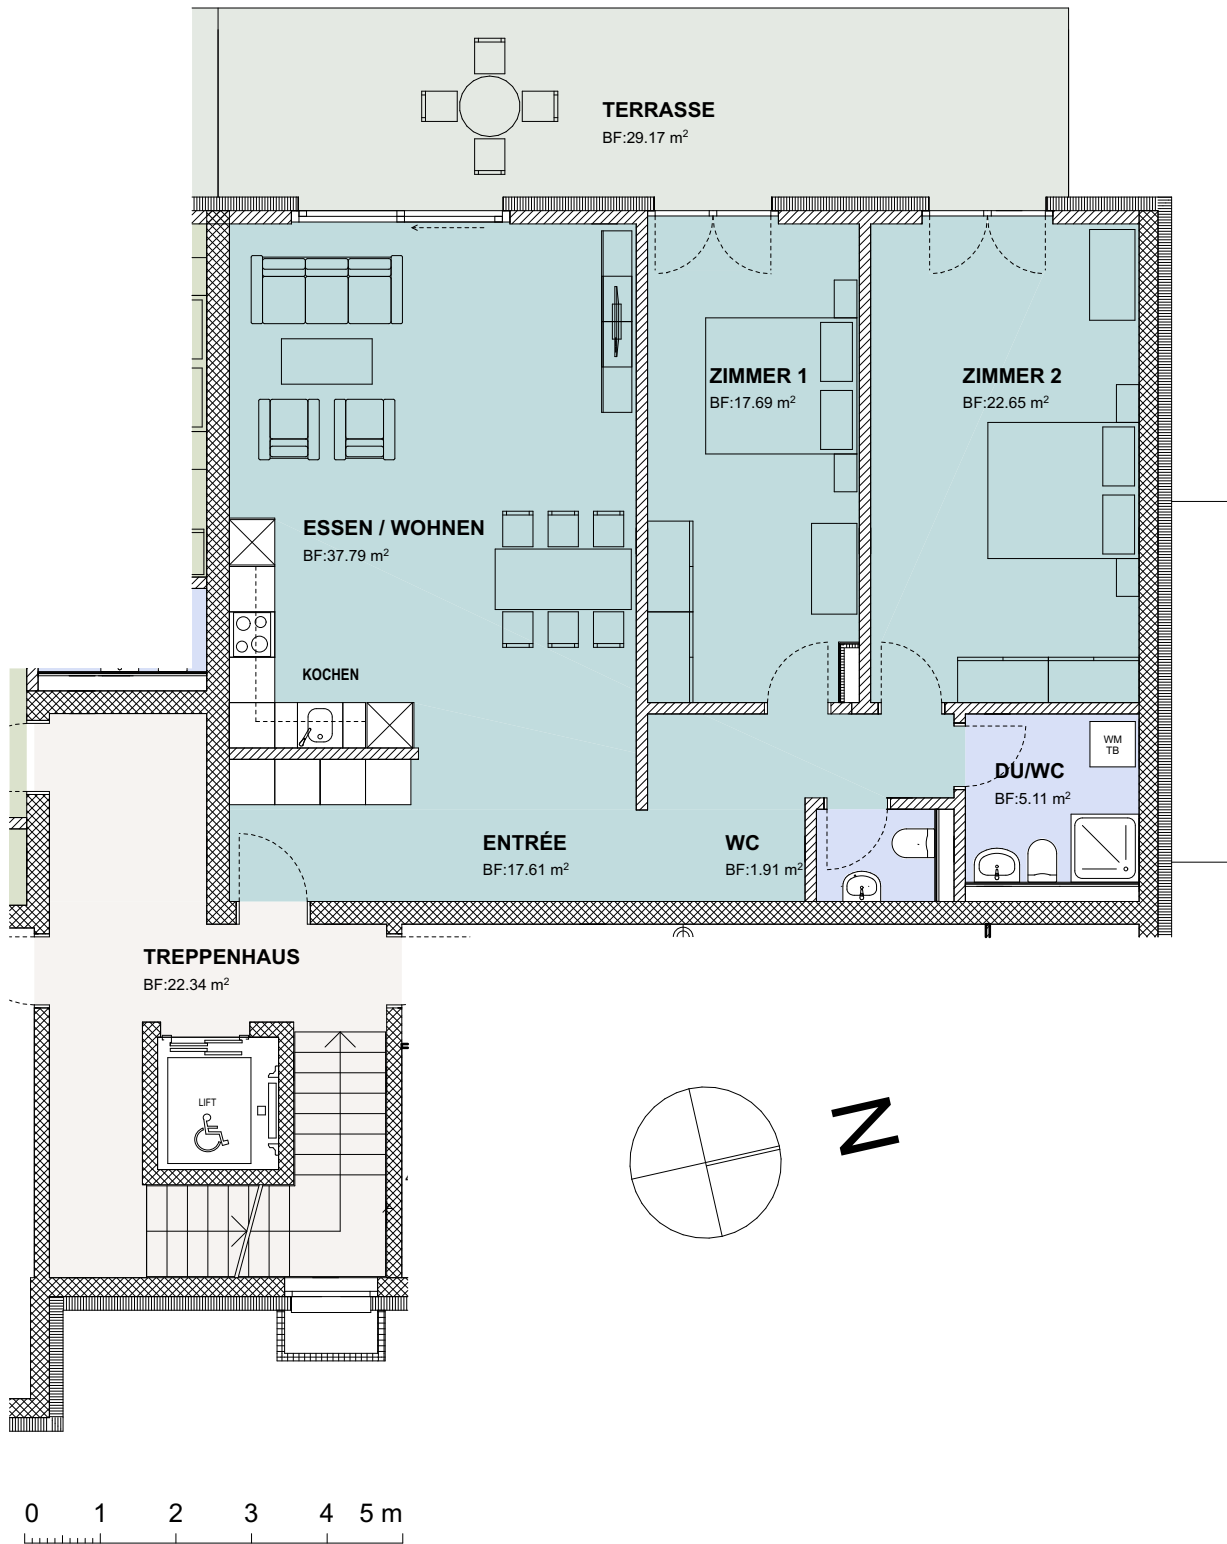 TERRASSE
BF:29.17 m²
ZIMMER 1
BF:17.69 m²
ZIMMER 2
BF:22.65 m²
ESSEN / WOHNEN
BF:37.79 m²
KOCHEN
WM
TB
DU/WC
BF:5.11 m²
ENTRÉE
BF:17.61 m²
WC
BF:1.91 m²
TREPPENHAUS
BF:22.34 m²
LIFT
N
0 1 2 3 4 5 m